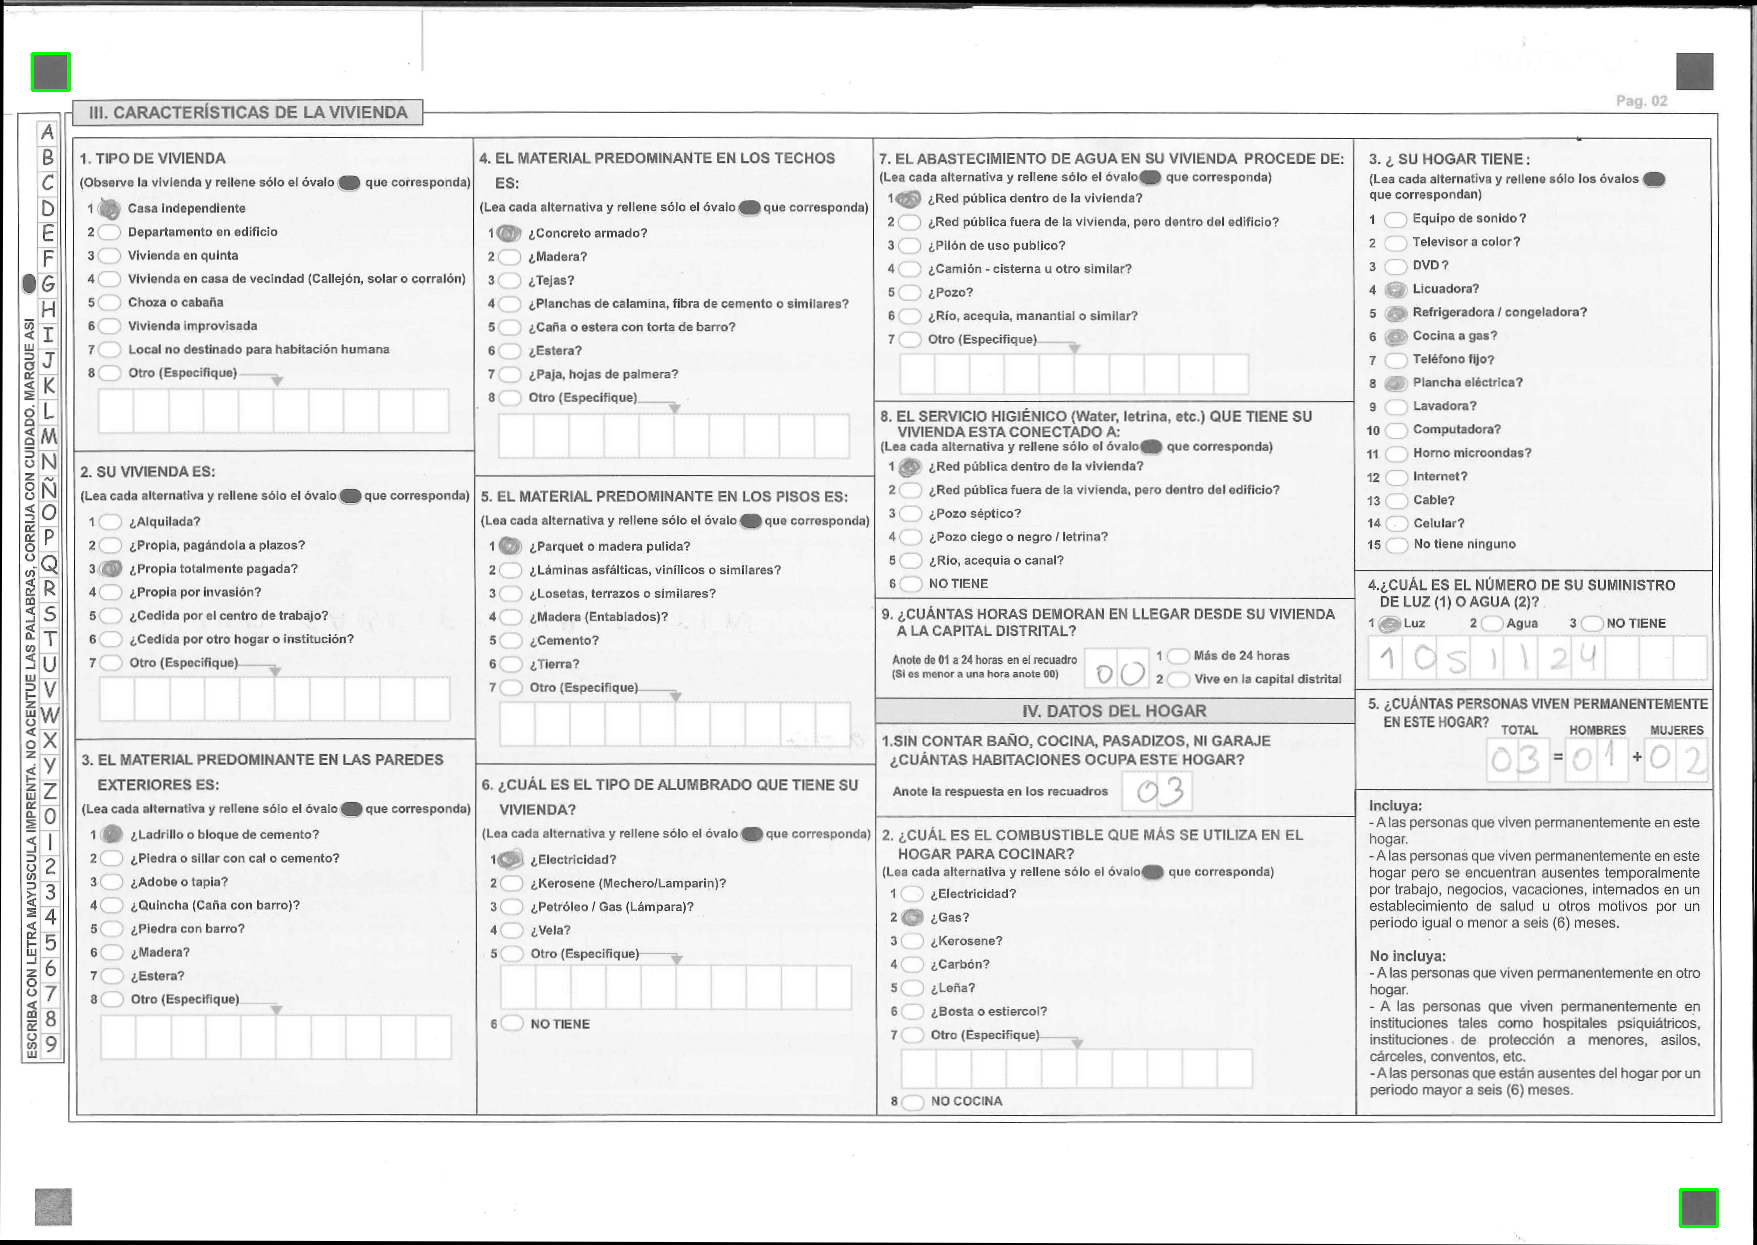 Pag. 02
III. CARACTERÍSTICAS DE LA VIVIENDA
ESCRIBA CON LETRA MAYUSCULA IMPRENTA. NO ACENTUE LAS PALABRAS, CORRIJA CON CUIDADO. MARQUE ASI
A
B
C
D
E
F
G
H
I
J
K
L
M
N
Ñ
O
P
Q
R
S
T
U
V
W
X
Y
Z
0
1
2
3
4
5
6
7
8
9
1. TIPO DE VIVIENDA
(Observe la vivienda y rellene sólo el óvalo que corresponda)
1 Casa independiente
2 Departamento en edificio
3 Vivienda en quinta
4 Vivienda en casa de vecindad (Callejón, solar o corralón)
5 Choza o cabaña
6 Vivienda improvisada
7 Local no destinado para habitación humana
8 Otro (Especifique)
2. SU VIVIENDA ES:
(Lea cada alternativa y rellene sólo el óvalo que corresponda)
1 ¿Alquilada?
2 ¿Propia, pagándola a plazos?
3 ¿Propia totalmente pagada?
4 ¿Propia por invasión?
5 ¿Cedida por el centro de trabajo?
6 ¿Cedida por otro hogar o institución?
7 Otro (Especifique)
3. EL MATERIAL PREDOMINANTE EN LAS PAREDES
EXTERIORES ES:
(Lea cada alternativa y rellene sólo el óvalo que corresponda)
1 ¿Ladrillo o bloque de cemento?
2 ¿Piedra o sillar con cal o cemento?
3 ¿Adobe o tapia?
4 ¿Quincha (Caña con barro)?
5 ¿Piedra con barro?
6 ¿Madera?
7 ¿Estera?
8 Otro (Especifique)
4. EL MATERIAL PREDOMINANTE EN LOS TECHOS
ES:
(Lea cada alternativa y rellene sólo el óvalo que corresponda)
1 ¿Concreto armado?
2 ¿Madera?
3 ¿Tejas?
4 ¿Planchas de calamina, fibra de cemento o similares?
5 ¿Caña o estera con torta de barro?
6 ¿Estera?
7 ¿Paja, hojas de palmera?
8 Otro (Especifique)
5. EL MATERIAL PREDOMINANTE EN LOS PISOS ES:
(Lea cada alternativa y rellene sólo el óvalo que corresponda)
1 ¿Parquet o madera pulida?
2 ¿Láminas asfálticas, vinílicos o similares?
3 ¿Losetas, terrazos o similares?
4 ¿Madera (Entablados)?
5 ¿Cemento?
6 ¿Tierra?
7 Otro (Especifique)
6. ¿CUÁL ES EL TIPO DE ALUMBRADO QUE TIENE SU
VIVIENDA?
(Lea cada alternativa y rellene sólo el óvalo que corresponda)
1 ¿Electricidad?
2 ¿Kerosene (Mechero/Lamparin)?
3 ¿Petróleo / Gas (Lámpara)?
4 ¿Vela?
5 Otro (Especifique)
6 NO TIENE
7. EL ABASTECIMIENTO DE AGUA EN SU VIVIENDA PROCEDE DE:
(Lea cada alternativa y rellene sólo el óvalo que corresponda)
1 ¿Red pública dentro de la vivienda?
2 ¿Red pública fuera de la vivienda, pero dentro del edificio?
3 ¿Pilón de uso publico?
4 ¿Camión - cisterna u otro similar?
5 ¿Pozo?
6 ¿Río, acequia, manantial o similar?
7 Otro (Especifique)
8. EL SERVICIO HIGIÉNICO (Water, letrina, etc.) QUE TIENE SU
VIVIENDA ESTA CONECTADO A:
(Lea cada alternativa y rellene sólo el óvalo que corresponda)
1 ¿Red pública dentro de la vivienda?
2 ¿Red pública fuera de la vivienda, pero dentro del edificio?
3 ¿Pozo séptico?
4 ¿Pozo ciego o negro / letrina?
5 ¿Río, acequia o canal?
6 NO TIENE
9. ¿CUÁNTAS HORAS DEMORAN EN LLEGAR DESDE SU VIVIENDA
A LA CAPITAL DISTRITAL?
Anote de 01 a 24 horas en el recuadro
(Si es menor a una hora anote 00)
00
1 Más de 24 horas
2 Vive en la capital distrital
IV. DATOS DEL HOGAR
1.SIN CONTAR BAÑO, COCINA, PASADIZOS, NI GARAJE
¿CUÁNTAS HABITACIONES OCUPA ESTE HOGAR?
Anote la respuesta en los recuadros 03
2. ¿CUÁL ES EL COMBUSTIBLE QUE MÁS SE UTILIZA EN EL
HOGAR PARA COCINAR?
(Lea cada alternativa y rellene sólo el óvalo que corresponda)
1 ¿Electricidad?
2 ¿Gas?
3 ¿Kerosene?
4 ¿Carbón?
5 ¿Leña?
6 ¿Bosta o estiercol?
7 Otro (Especifique)
8 NO COCINA
3. ¿ SU HOGAR TIENE :
(Lea cada alternativa y rellene sólo los óvalos
que correspondan)
1 Equipo de sonido?
2 Televisor a color?
3 DVD?
4 Licuadora?
5 Refrigeradora / congeladora?
6 Cocina a gas?
7 Teléfono fijo?
8 Plancha eléctrica?
9 Lavadora?
10 Computadora?
11 Horno microondas?
12 Internet?
13 Cable?
14 Celular?
15 No tiene ninguno
4.¿CUÁL ES EL NÚMERO DE SU SUMINISTRO
DE LUZ (1) O AGUA (2)?
1 Luz 2 Agua 3 NO TIENE
1051124
5. ¿CUÁNTAS PERSONAS VIVEN PERMANENTEMENTE
EN ESTE HOGAR? TOTAL HOMBRES MUJERES
03 = 01 + 02
Incluya:
- A las personas que viven permanentemente en este
hogar.
- A las personas que viven permanentemente en este
hogar pero se encuentran ausentes temporalmente
por trabajo, negocios, vacaciones, internados en un
establecimiento de salud u otros motivos por un
periodo igual o menor a seis (6) meses.
No incluya:
- A las personas que viven permanentemente en otro
hogar.
- A las personas que viven permanentemente en
instituciones tales como hospitales psiquiátricos,
instituciones de protección a menores, asilos,
cárceles, conventos, etc.
- A las personas que están ausentes del hogar por un
periodo mayor a seis (6) meses.